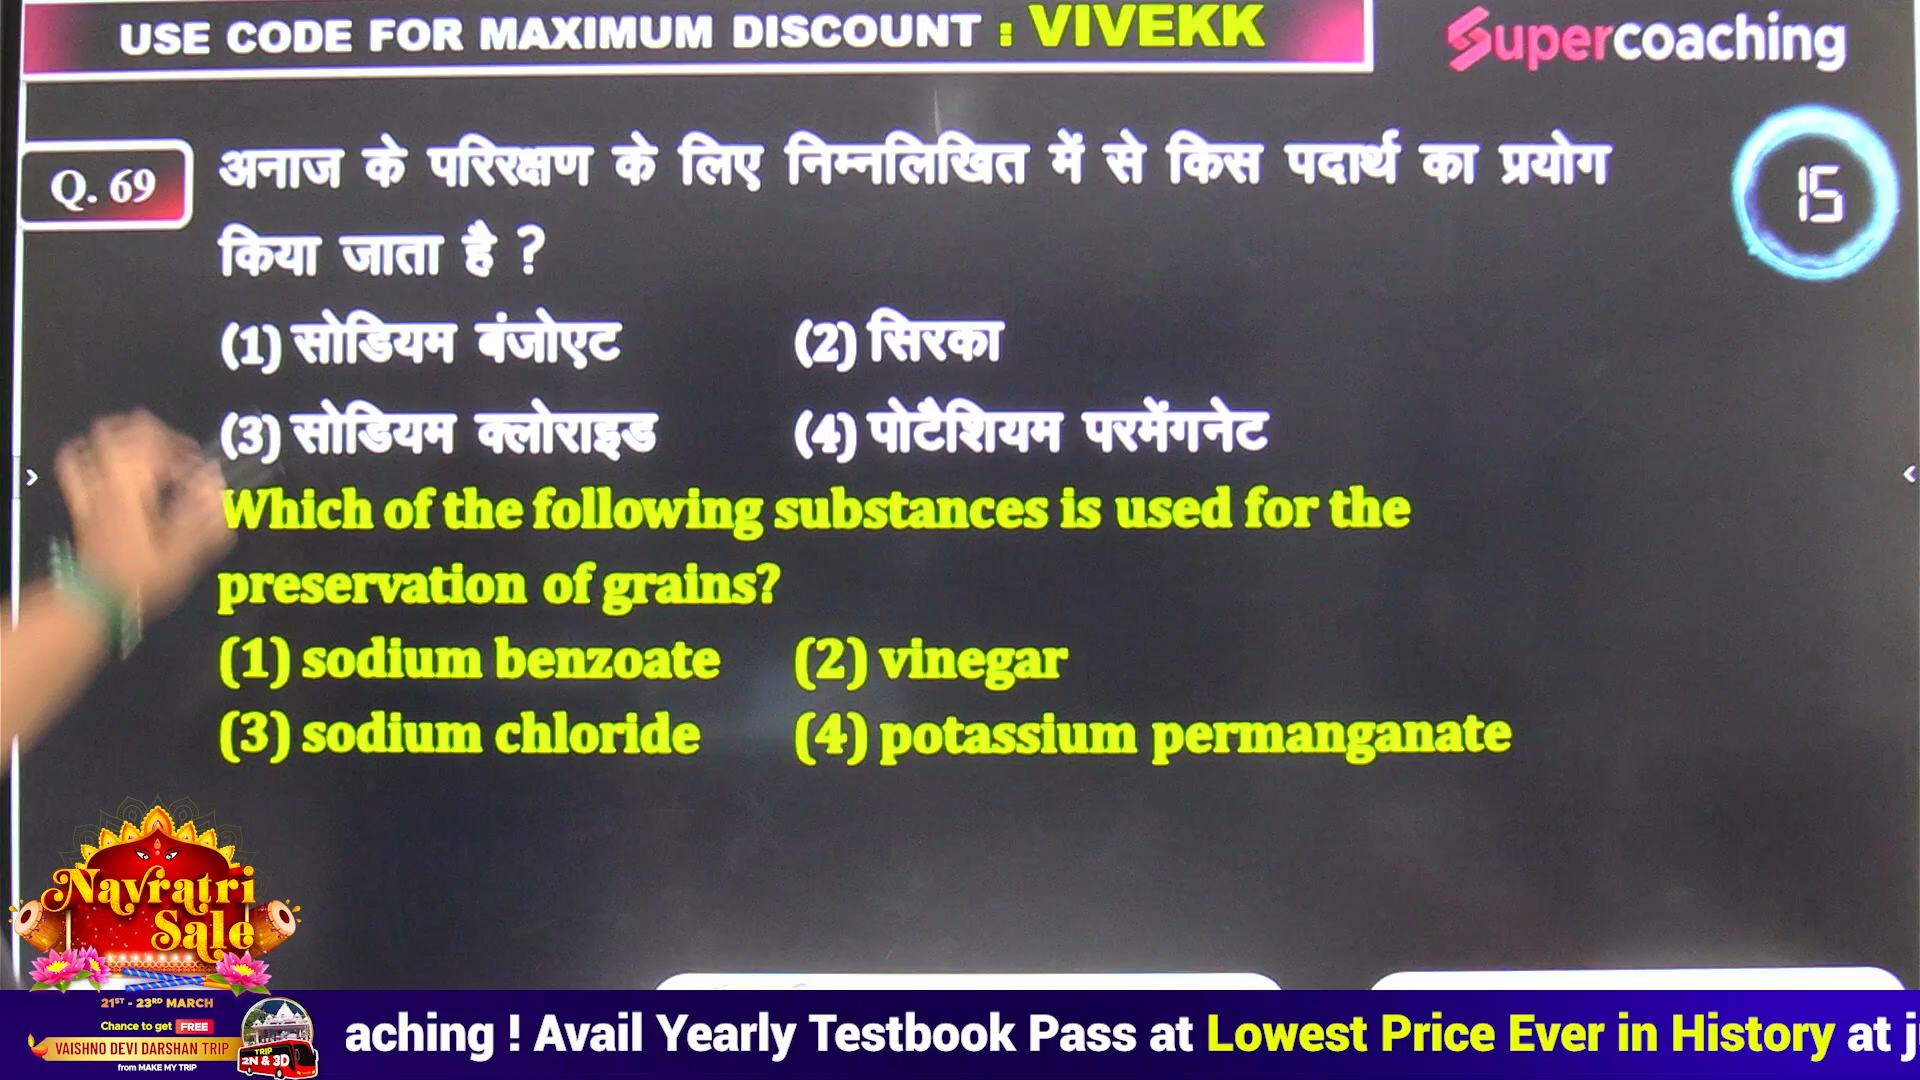 USE CODE FOR MAXIMUM DISCOUNT : VIVEKK
Supercoaching
Q. 69
अनाज के परिरक्षण के लिए निम्नलिखित में से किस पदार्थ का प्रयोग
किया जाता है ?
15
(1) सोडियम बंजोएट (2) सिरका
(3) सोडियम क्लोराइड (4) पोटैशियम परमेंगनेट
Which of the following substances is used for the
preservation of grains?
(1) sodium benzoate (2) vinegar
(3) sodium chloride (4) potassium permanganate
Navratri
Sale
21ST - 23RD MARCH
Chance to get FREE
VAISHNO DEVI DARSHAN TRIP
from MAKE MY TRIP
TRIP
2N & 3D
aching ! Avail Yearly Testbook Pass at Lowest Price Ever in History at j